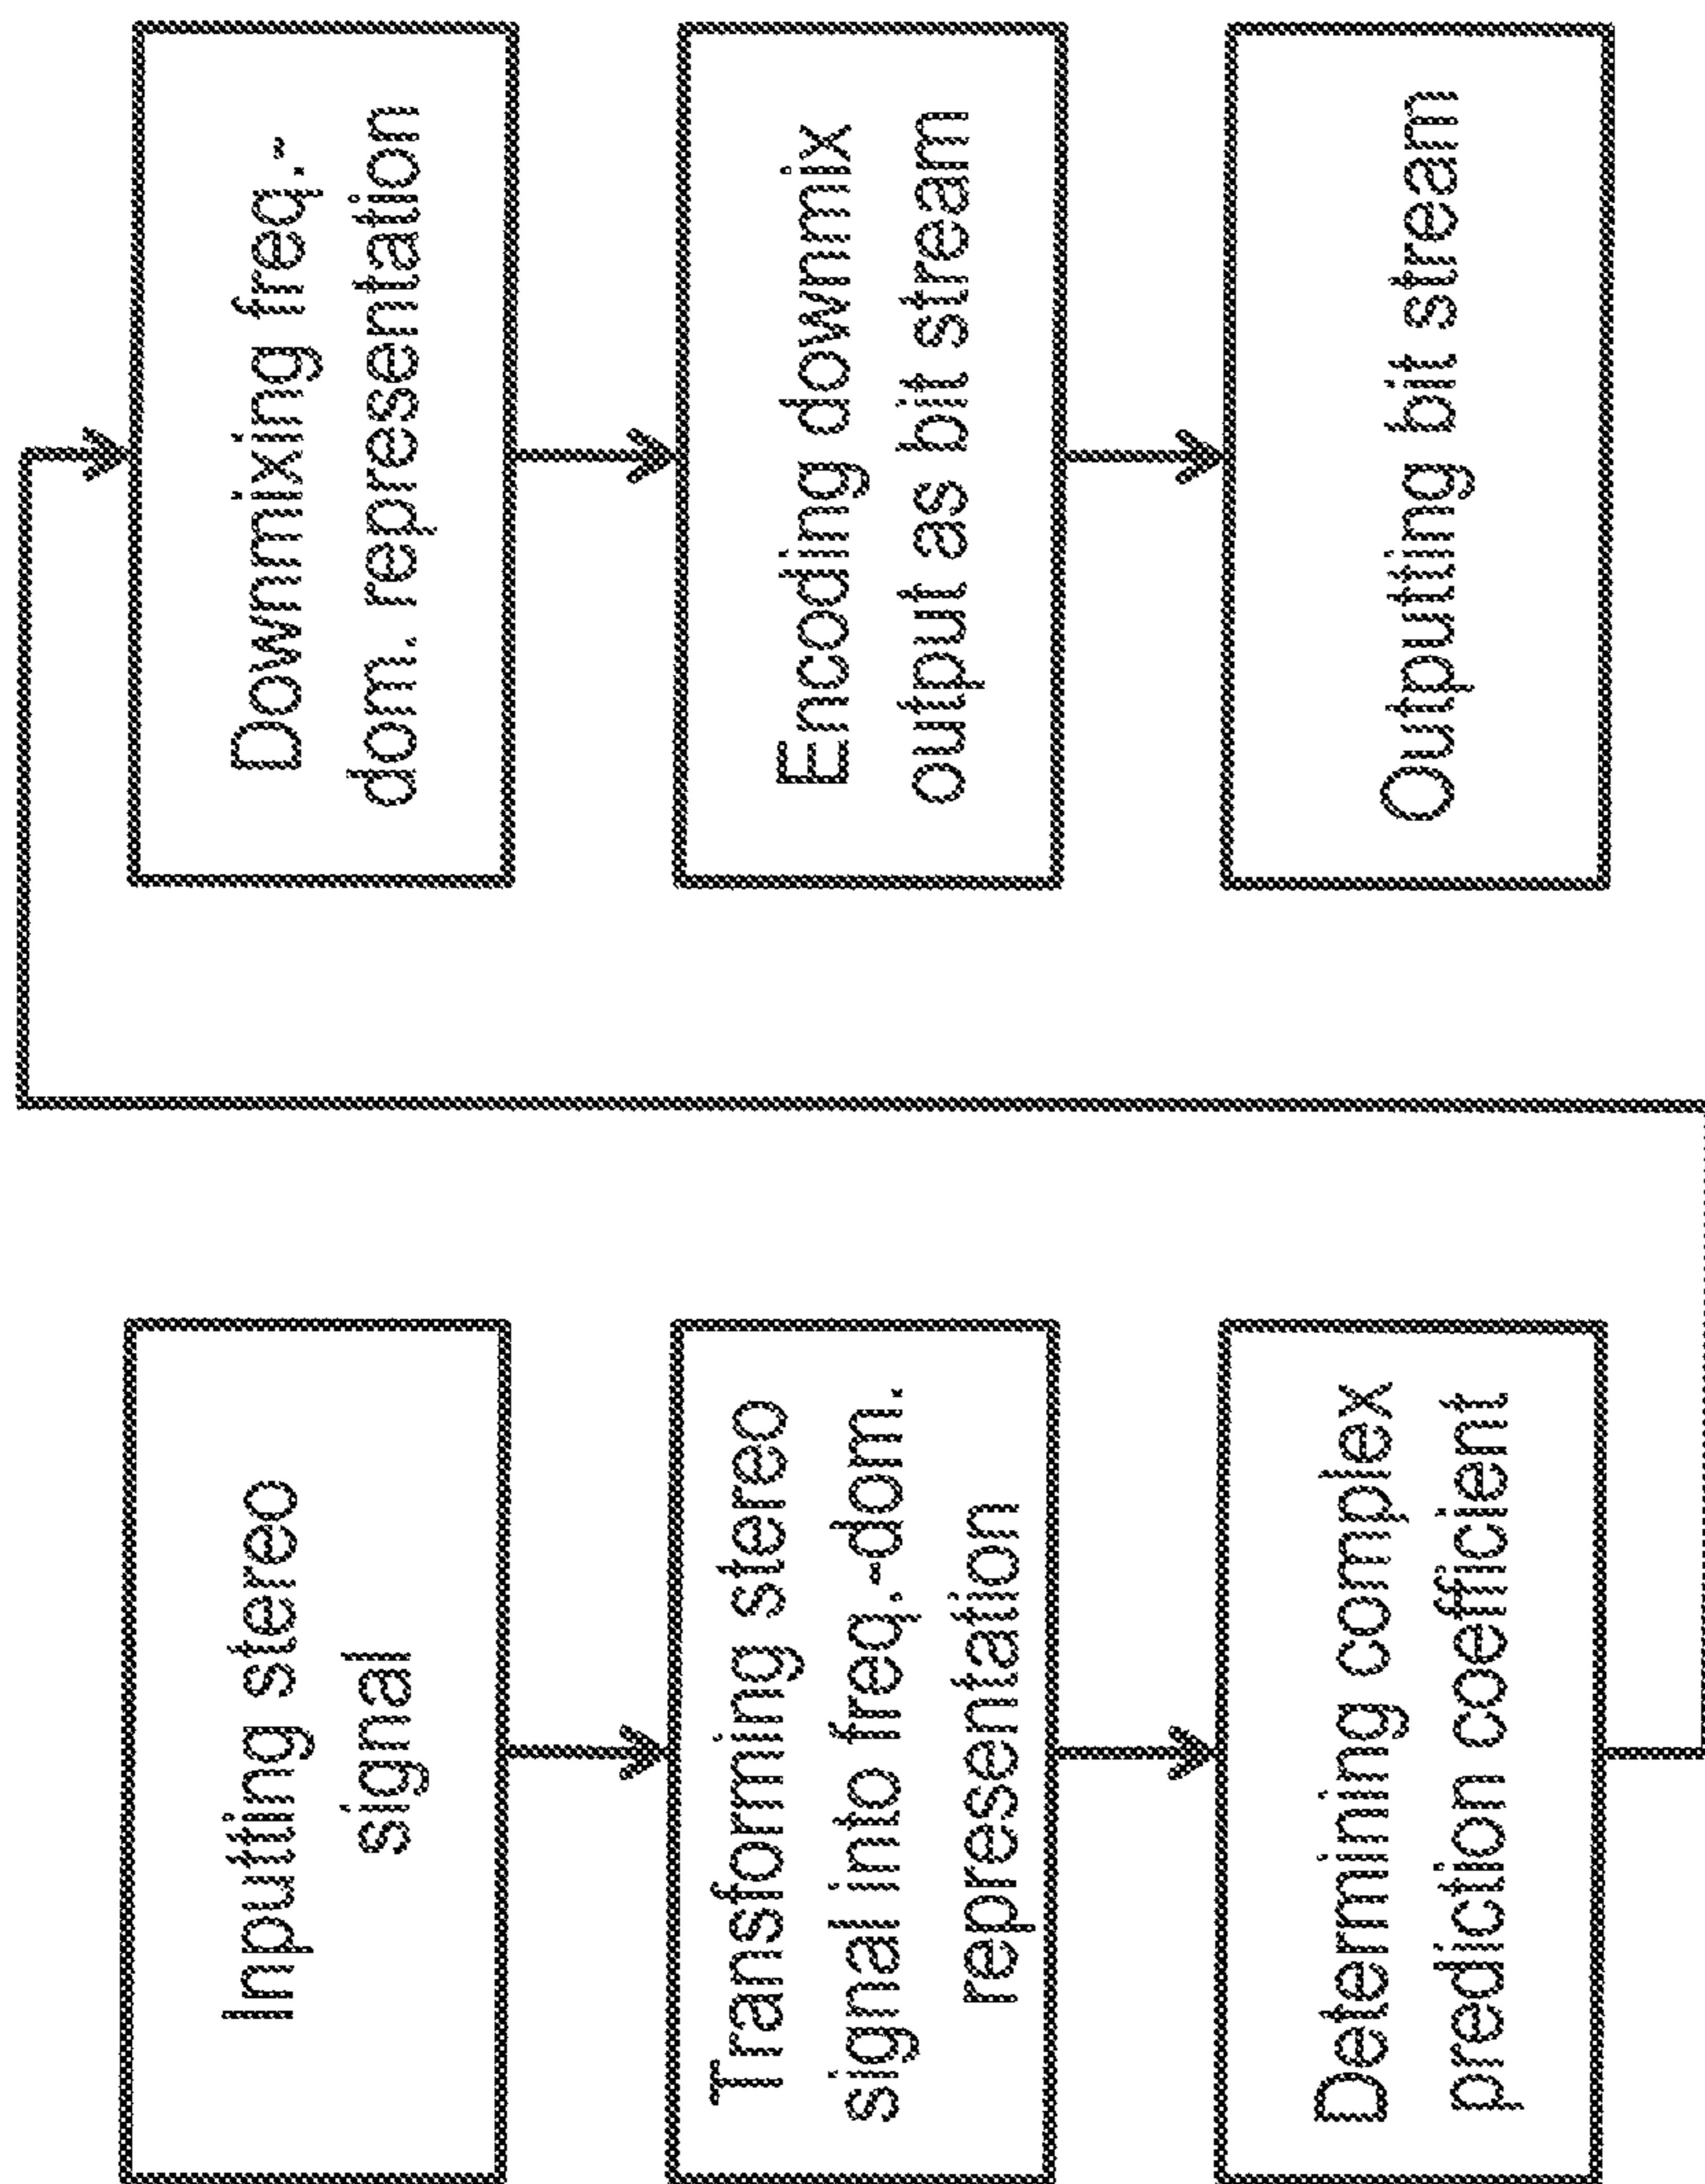 Inputting stereo
signal
Transforming stereo
signal into freq.-dom.
representation
Determining complex
prediction coefficient
Downmixing freq.-
dom. representation
Encoding downmix
output as bit stream
Outputting bit stream